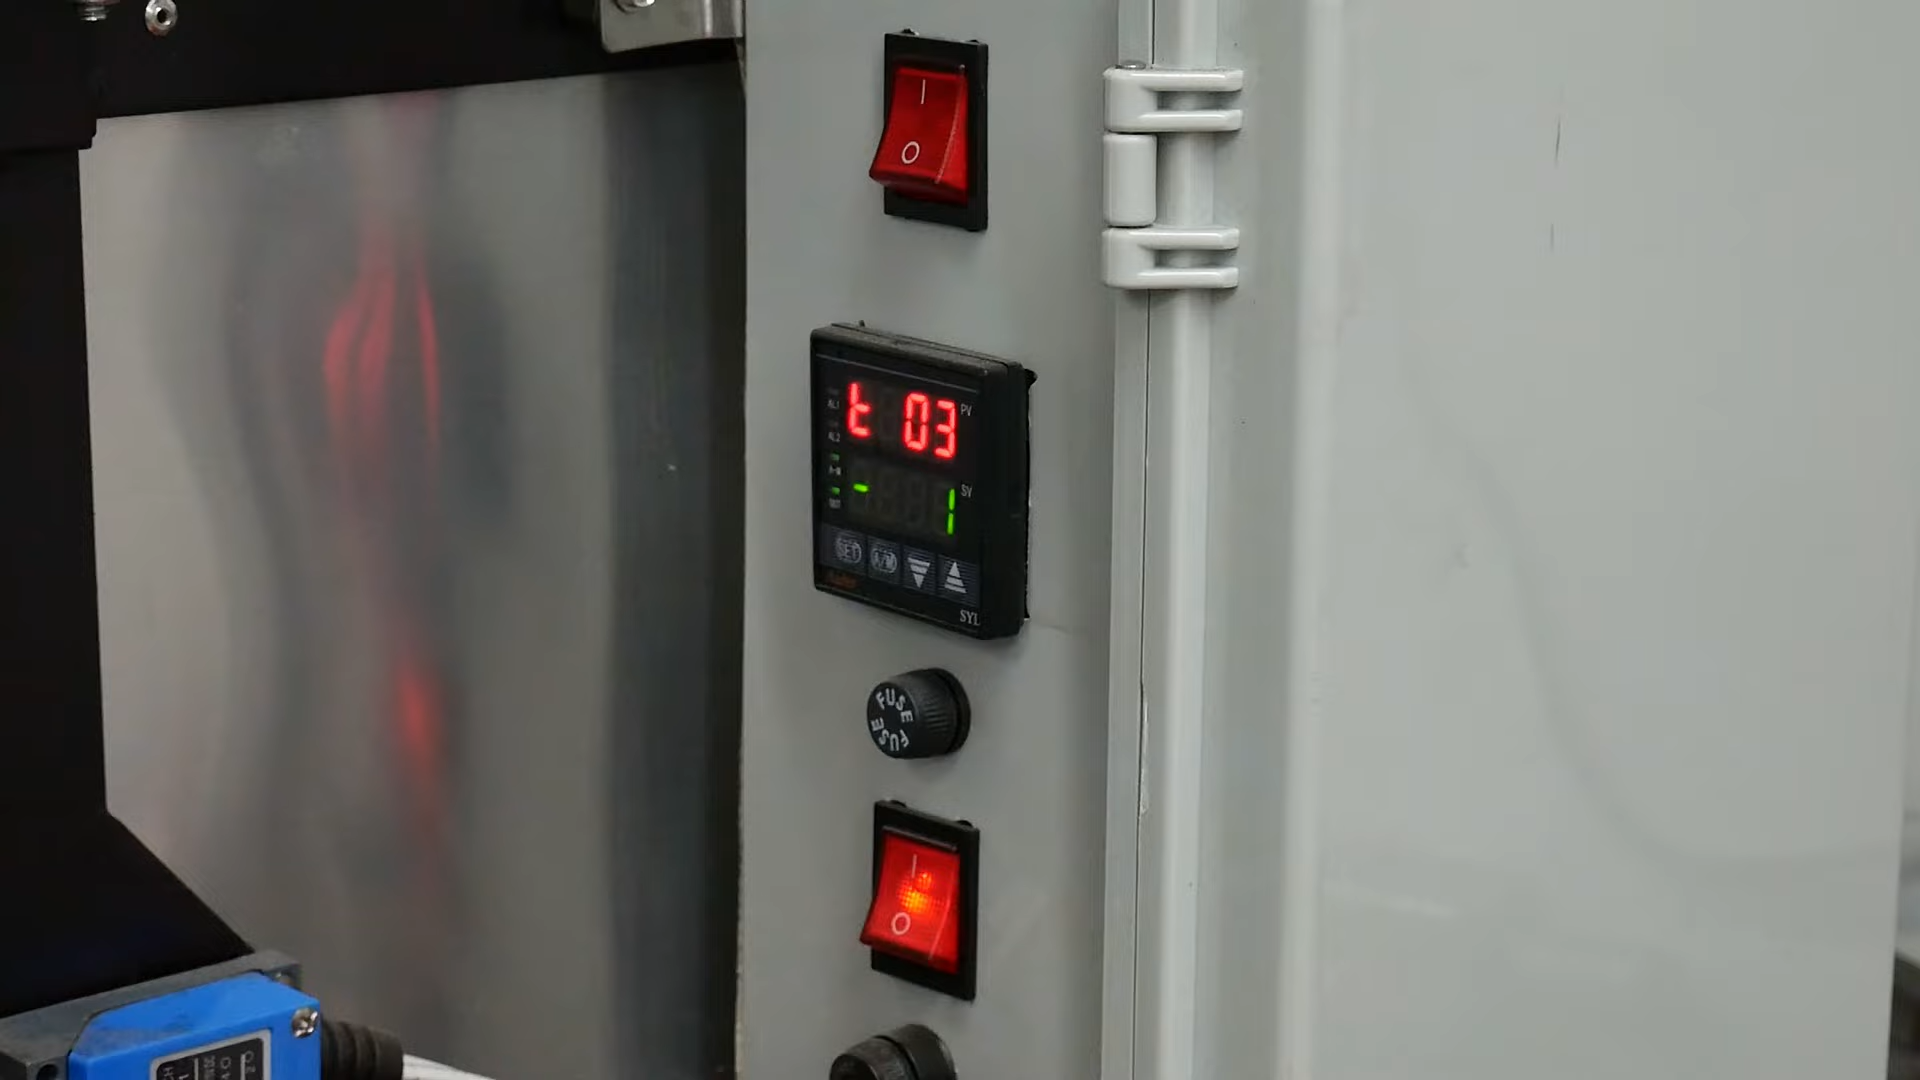 I
O
t 03
PV
AL1
AL2
- 1
SV
A-M
SET A/M
SYL
FUSE FUSE
I
O